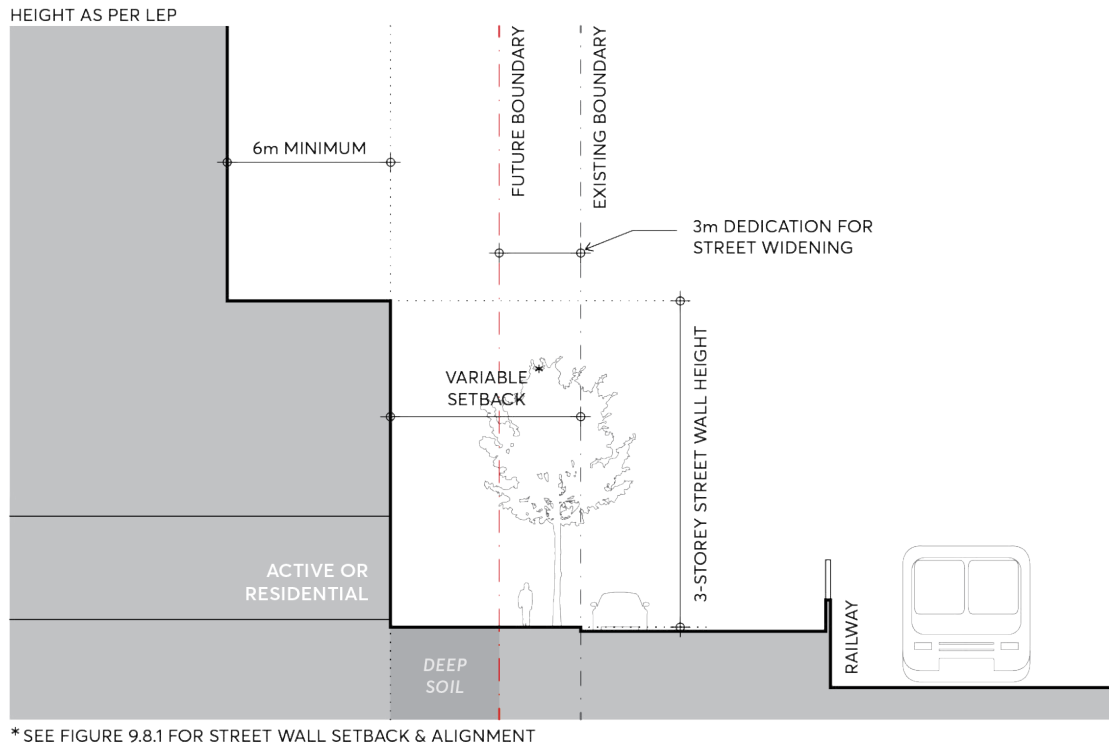 HEIGHT AS PER LEP
6m MINIMUM
FUTURE BOUNDARY
EXISTING BOUNDARY
3m DEDICATION FOR
STREET WIDENING
VARIABLE *
SETBACK
3-STOREY STREET WALL HEIGHT
ACTIVE OR
RESIDENTIAL
DEEP
SOIL
RAILWAY
* SEE FIGURE 9.8.1 FOR STREET WALL SETBACK & ALIGNMENT